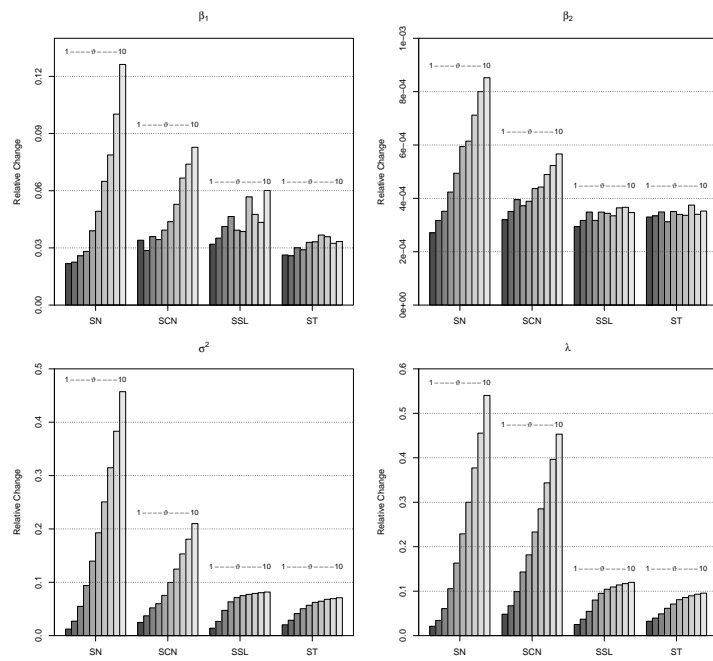 β1
Relative Change
0.00 0.03 0.06 0.09 0.12
1 −−−−ϑ−−−−10
1 −−−−ϑ−−−−10
1 −−−−ϑ−−−−10
1 −−−−ϑ−−−−10
SN SCN SSL ST
β2
Relative Change
0e+00 2e−04 4e−04 6e−04 8e−04 1e−03
1 −−−−ϑ−−−−10
1 −−−−ϑ−−−−10
1 −−−−ϑ−−−−10
1 −−−−ϑ−−−−10
SN SCN SSL ST
σ2
Relative Change
0.0 0.1 0.2 0.3 0.4 0.5
1 −−−−ϑ−−−−10
1 −−−−ϑ−−−−10
1 −−−−ϑ−−−−10
1 −−−−ϑ−−−−10
SN SCN SSL ST
λ
Relative Change
0.0 0.1 0.2 0.3 0.4 0.5 0.6
1 −−−−ϑ−−−−10
1 −−−−ϑ−−−−10
1 −−−−ϑ−−−−10
1 −−−−ϑ−−−−10
SN SCN SSL ST